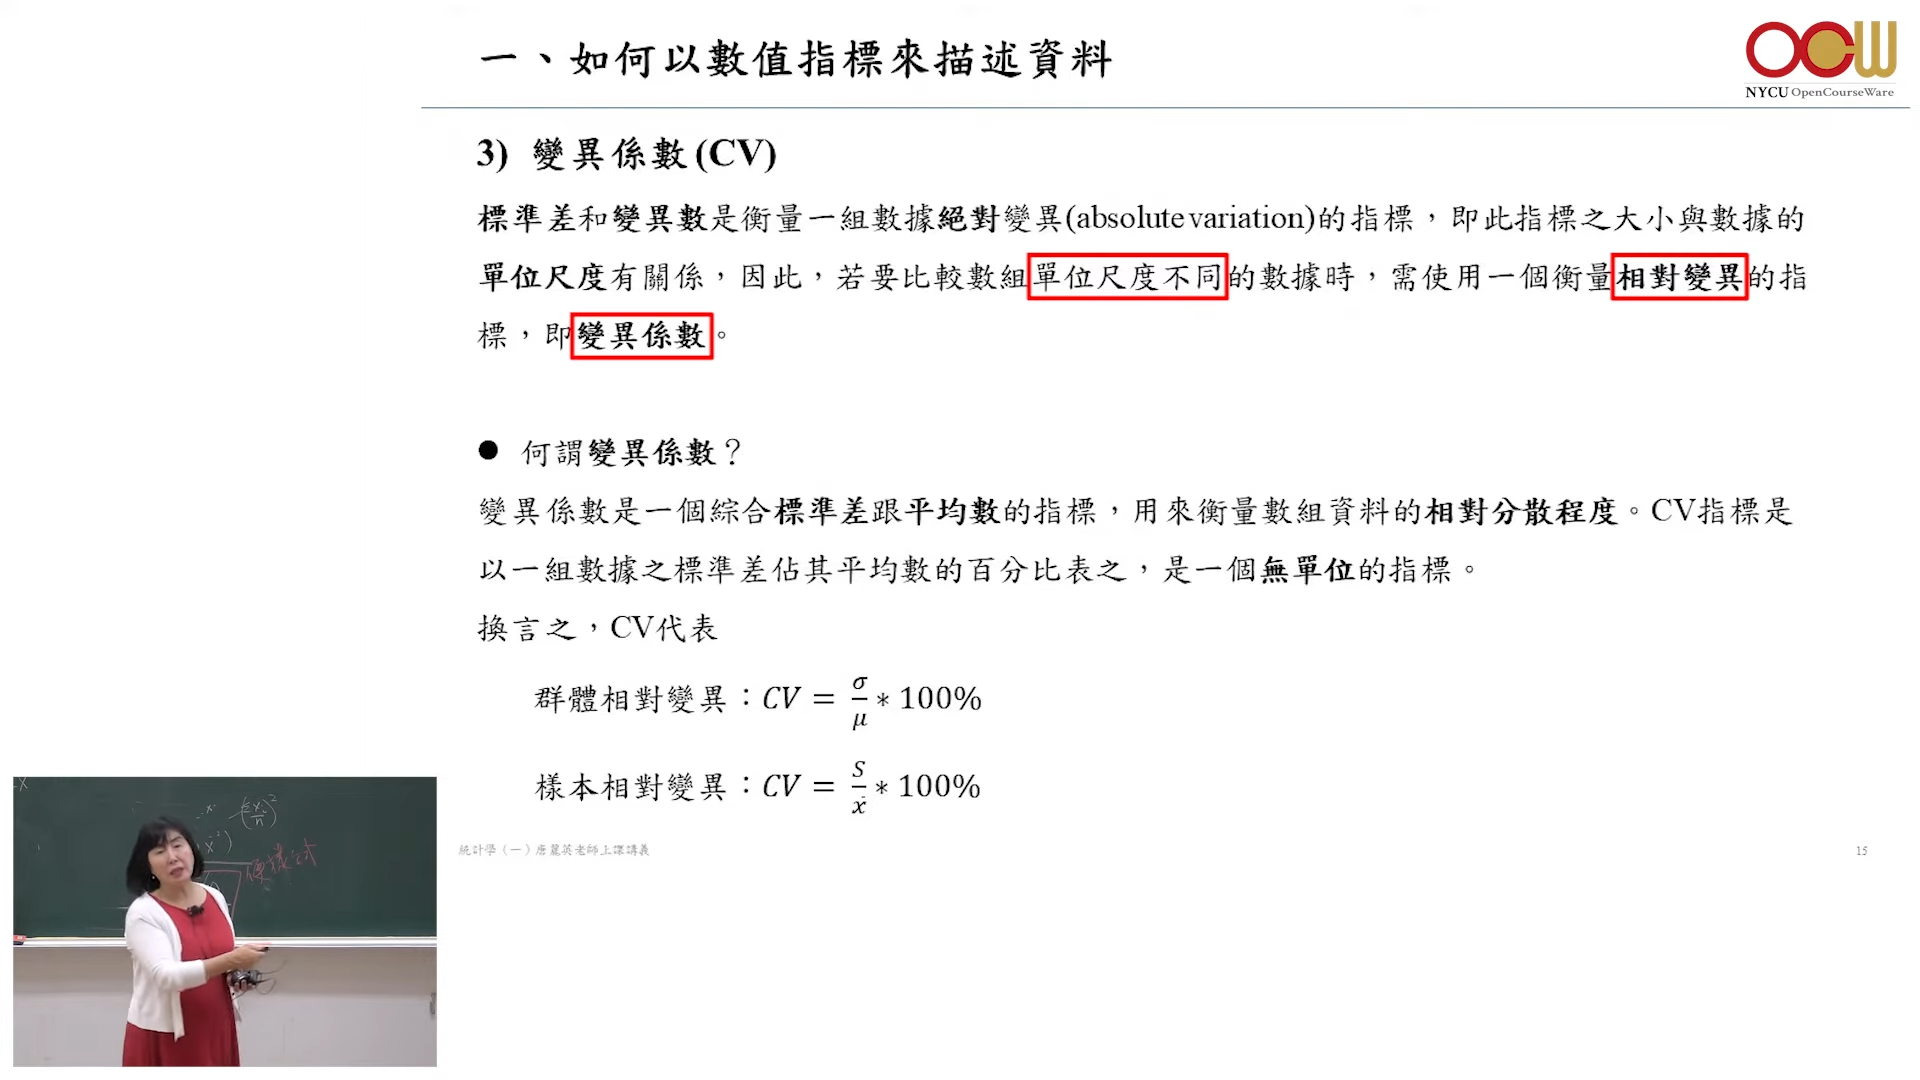 一、如何以數值指標來描述資料
OCW
NYCU OpenCourseWare
3) 變異係數(CV)
標準差和變異數是衡量一組數據絕對變異(absolute variation)的指標，即此指標之大小與數據的
單位尺度有關係，因此，若要比較數組單位尺度不同的數據時，需使用一個衡量相對變異的指
標，即變異係數。
● 何謂變異係數？
變異係數是一個綜合標準差跟平均數的指標，用來衡量數組資料的相對分散程度。CV指標是
以一組數據之標準差佔其平均數的百分比表之，是一個無單位的指標。
換言之，CV代表
群體相對變異：CV = σ/μ * 100%
樣本相對變異：CV = S/x̄ * 100%
統計學（一）唐麗英老師上課講義
15